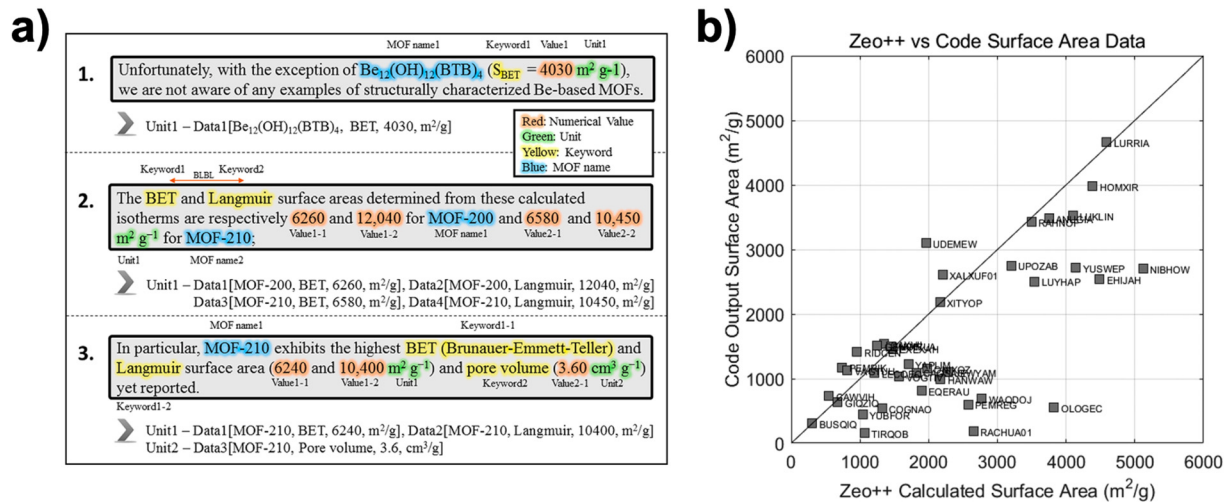 a)
MOF name1 Keyword1 Value1 Unit1
1. Unfortunately, with the exception of Be₁₂(OH)₁₂(BTB)₄ (S_BET = 4030 m² g-1),
we are not aware of any examples of structurally characterized Be-based MOFs.
Unit1 – Data1[Be₁₂(OH)₁₂(BTB)₄, BET, 4030, m²/g]
Red: Numerical Value
Green: Unit
Yellow: Keyword
Blue: MOF name
Keyword1 BLBL Keyword2
2. The BET and Langmuir surface areas determined from these calculated
isotherms are respectively 6260 and 12,040 for MOF-200 and 6580 and 10,450
Value1-1 Value1-2 MOF name1 Value2-1 Value2-2
m² g⁻¹ for MOF-210;
Unit1 MOF name2
Unit1 – Data1[MOF-200, BET, 6260, m²/g], Data2[MOF-200, Langmuir, 12040, m²/g]
Data3[MOF-210, BET, 6580, m²/g], Data4[MOF-210, Langmuir, 10450, m²/g]
MOF name1 Keyword1-1
3. In particular, MOF-210 exhibits the highest BET (Brunauer-Emmett-Teller) and
Langmuir surface area (6240 and 10,400 m² g⁻¹) and pore volume (3.60 cm³ g⁻¹)
Value1-1 Value1-2 Unit1 Keyword2 Value2-1 Unit2
yet reported.
Keyword1-2
Unit1 – Data1[MOF-210, BET, 6240, m²/g], Data2[MOF-210, Langmuir, 10400, m²/g]
Unit2 – Data3[MOF-210, Pore volume, 3.6, cm³/g]
b)
Zeo++ vs Code Surface Area Data
Code Output Surface Area (m²/g)
6000
5000
4000
3000
2000
1000
0
LURRIA
HOMXIR
LUKLIN
UDEMEW
UPOZAB
YUSWEP
NIBHOW
XALXUF01
LUYHAP
EHIJAH
XITYOP
RIDCEN
HANWAW
EQERAU
WAQDOJ
GIQZIQ
COGNAO
PEMREG
OLOGEC
YUBFOR
BUSQIQ
TIRQOB
RACHUA01
0 1000 2000 3000 4000 5000 6000
Zeo++ Calculated Surface Area (m²/g)